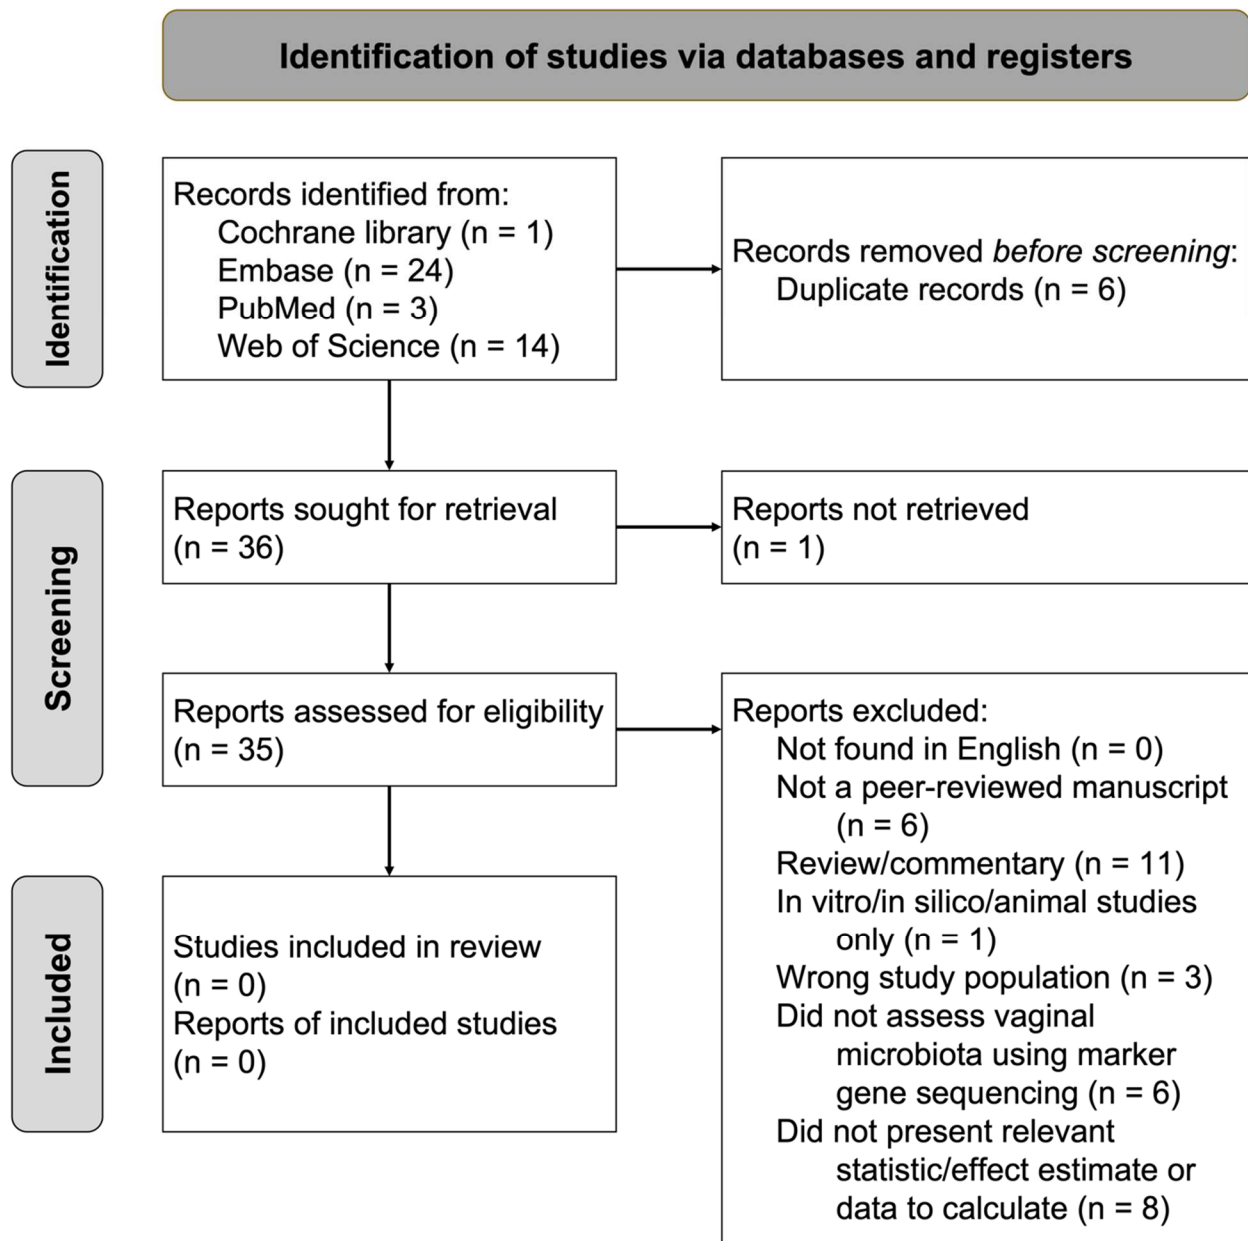 Identification of studies via databases and registers
Identification
Records identified from:
Cochrane library (n = 1)
Embase (n = 24)
PubMed (n = 3)
Web of Science (n = 14)
Records removed before screening:
Duplicate records (n = 6)
Screening
Reports sought for retrieval
(n = 36)
Reports not retrieved
(n = 1)
Reports assessed for eligibility
(n = 35)
Reports excluded:
Not found in English (n = 0)
Not a peer-reviewed manuscript
(n = 6)
Review/commentary (n = 11)
In vitro/in silico/animal studies
only (n = 1)
Wrong study population (n = 3)
Did not assess vaginal
microbiota using marker
gene sequencing (n = 6)
Did not present relevant
statistic/effect estimate or
data to calculate (n = 8)
Included
Studies included in review
(n = 0)
Reports of included studies
(n = 0)